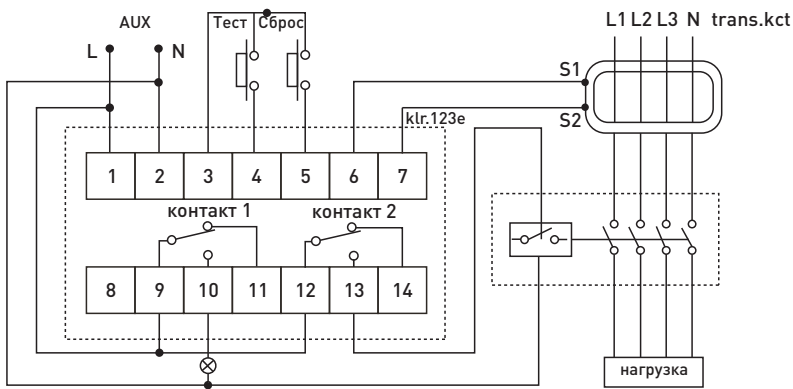 AUX
Тест Сброс
L1 L2 L3 N trans.kct
L N
S1
S2
klr.123e
1 2 3 4 5 6 7
контакт 1
контакт 2
8 9 10 11 12 13 14
нагрузка